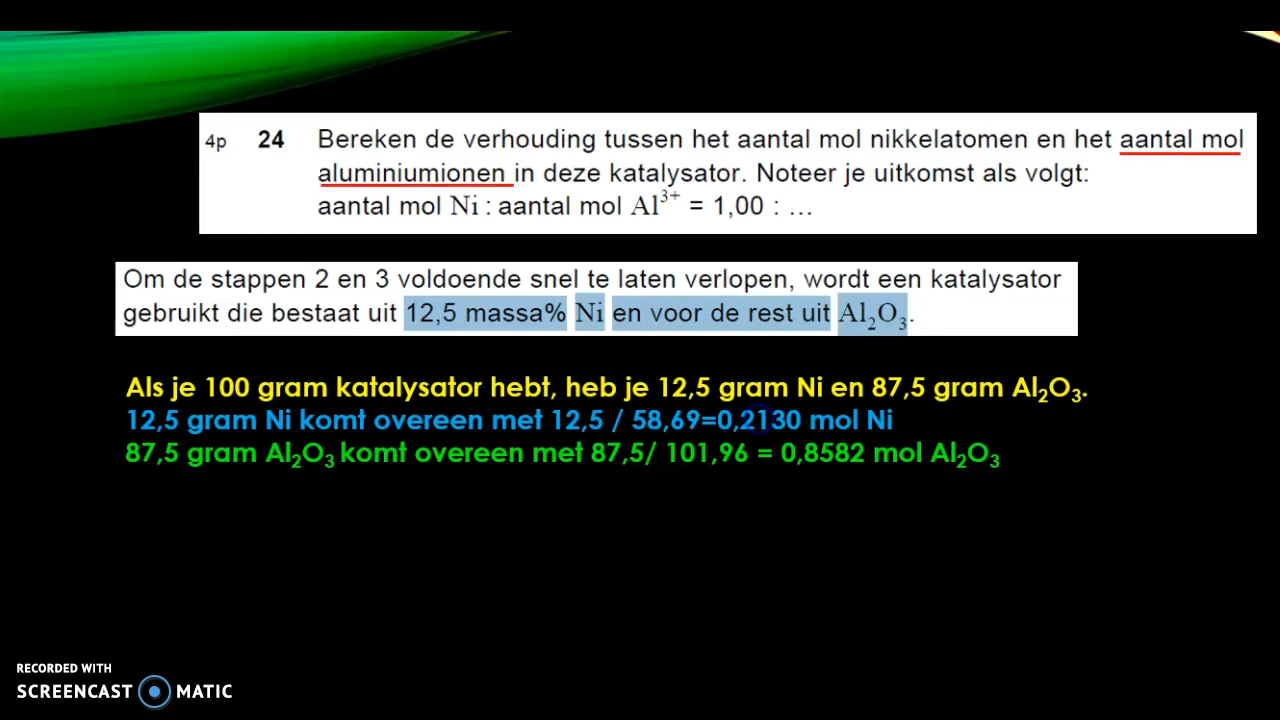 4p 24 Bereken de verhouding tussen het aantal mol nikkelatomen en het aantal mol
aluminiumionen in deze katalysator. Noteer je uitkomst als volgt:
aantal mol Ni : aantal mol Al³⁺ = 1,00 : …
Om de stappen 2 en 3 voldoende snel te laten verlopen, wordt een katalysator
gebruikt die bestaat uit 12,5 massa% Ni en voor de rest uit Al₂O₃.
Als je 100 gram katalysator hebt, heb je 12,5 gram Ni en 87,5 gram Al₂O₃.
12,5 gram Ni komt overeen met 12,5 / 58,69=0,2130 mol Ni
87,5 gram Al₂O₃ komt overeen met 87,5/ 101,96 = 0,8582 mol Al₂O₃
RECORDED WITH
SCREENCAST MATIC